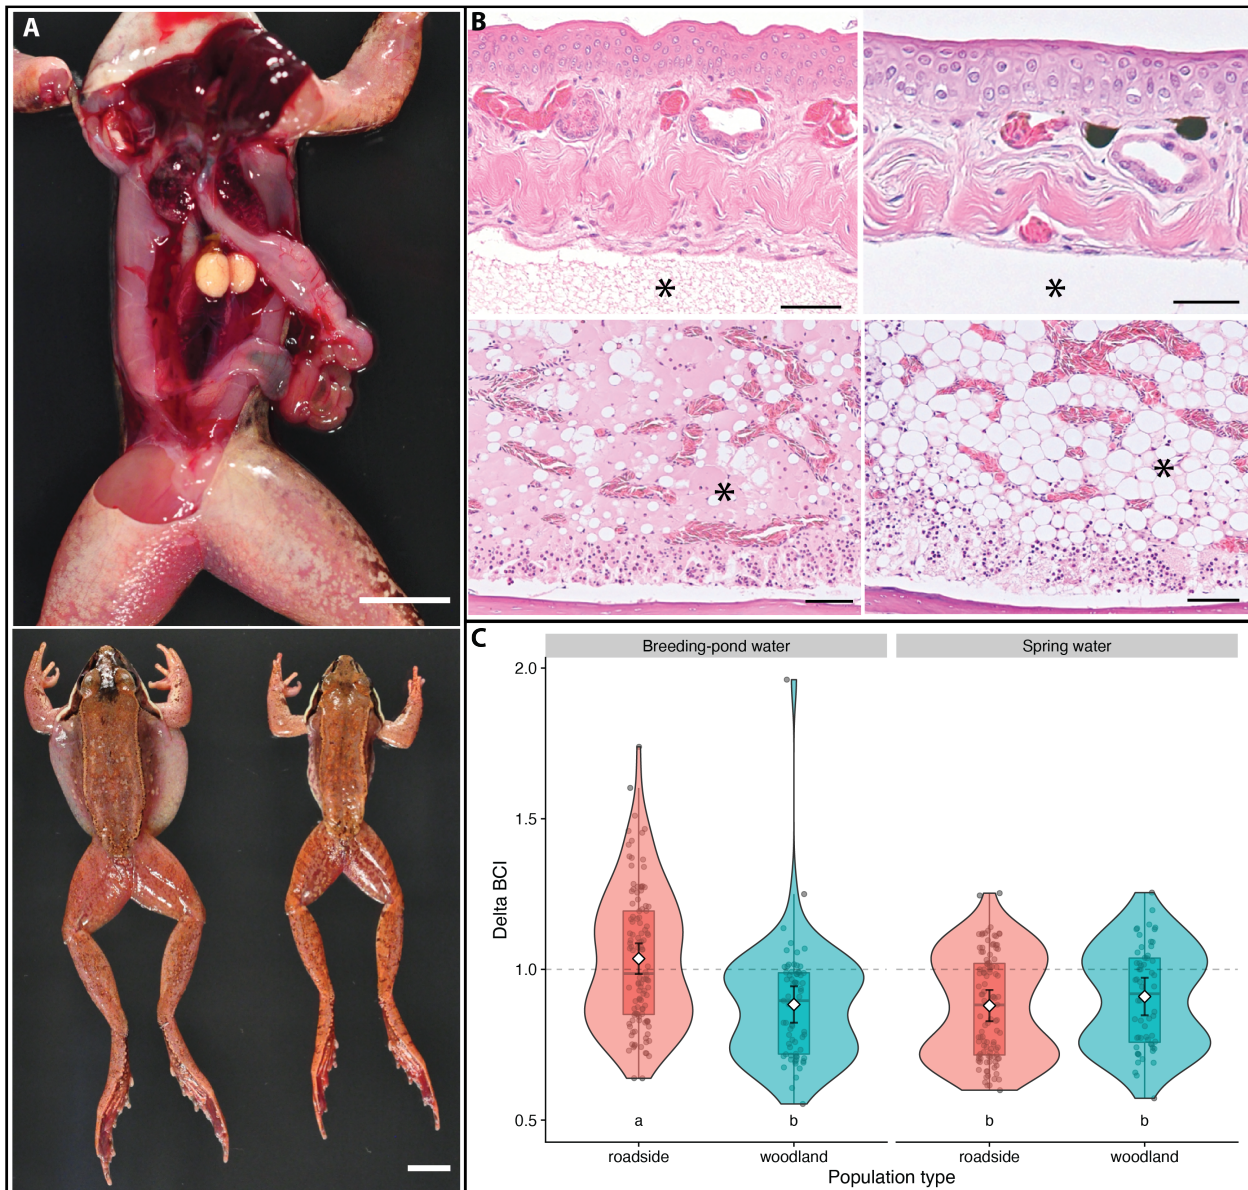 A
B
*
*
*
*
C
Breeding-pond water
Spring water
2.0
1.5
1.0
0.5
Delta BCI
a
b
b
b
roadside
woodland
roadside
woodland
Population type